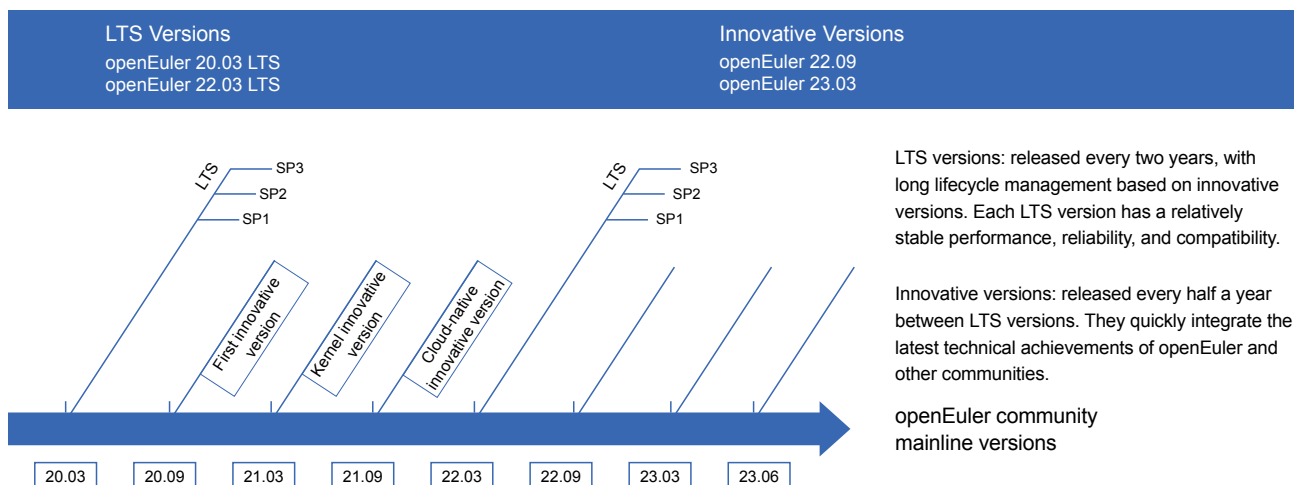 LTS Versions
openEuler 20.03 LTS
openEuler 22.03 LTS
Innovative Versions
openEuler 22.09
openEuler 23.03
LTS
SP3
SP2
SP1
First innovative
version
Kernel innovative
version
Cloud-native
innovative version
LTS
SP3
SP2
SP1
20.03
20.09
21.03
21.09
22.03
22.09
23.03
23.06
LTS versions: released every two years, with
long lifecycle management based on innovative
versions. Each LTS version has a relatively
stable performance, reliability, and compatibility.
Innovative versions: released every half a year
between LTS versions. They quickly integrate the
latest technical achievements of openEuler and
other communities.
openEuler community
mainline versions